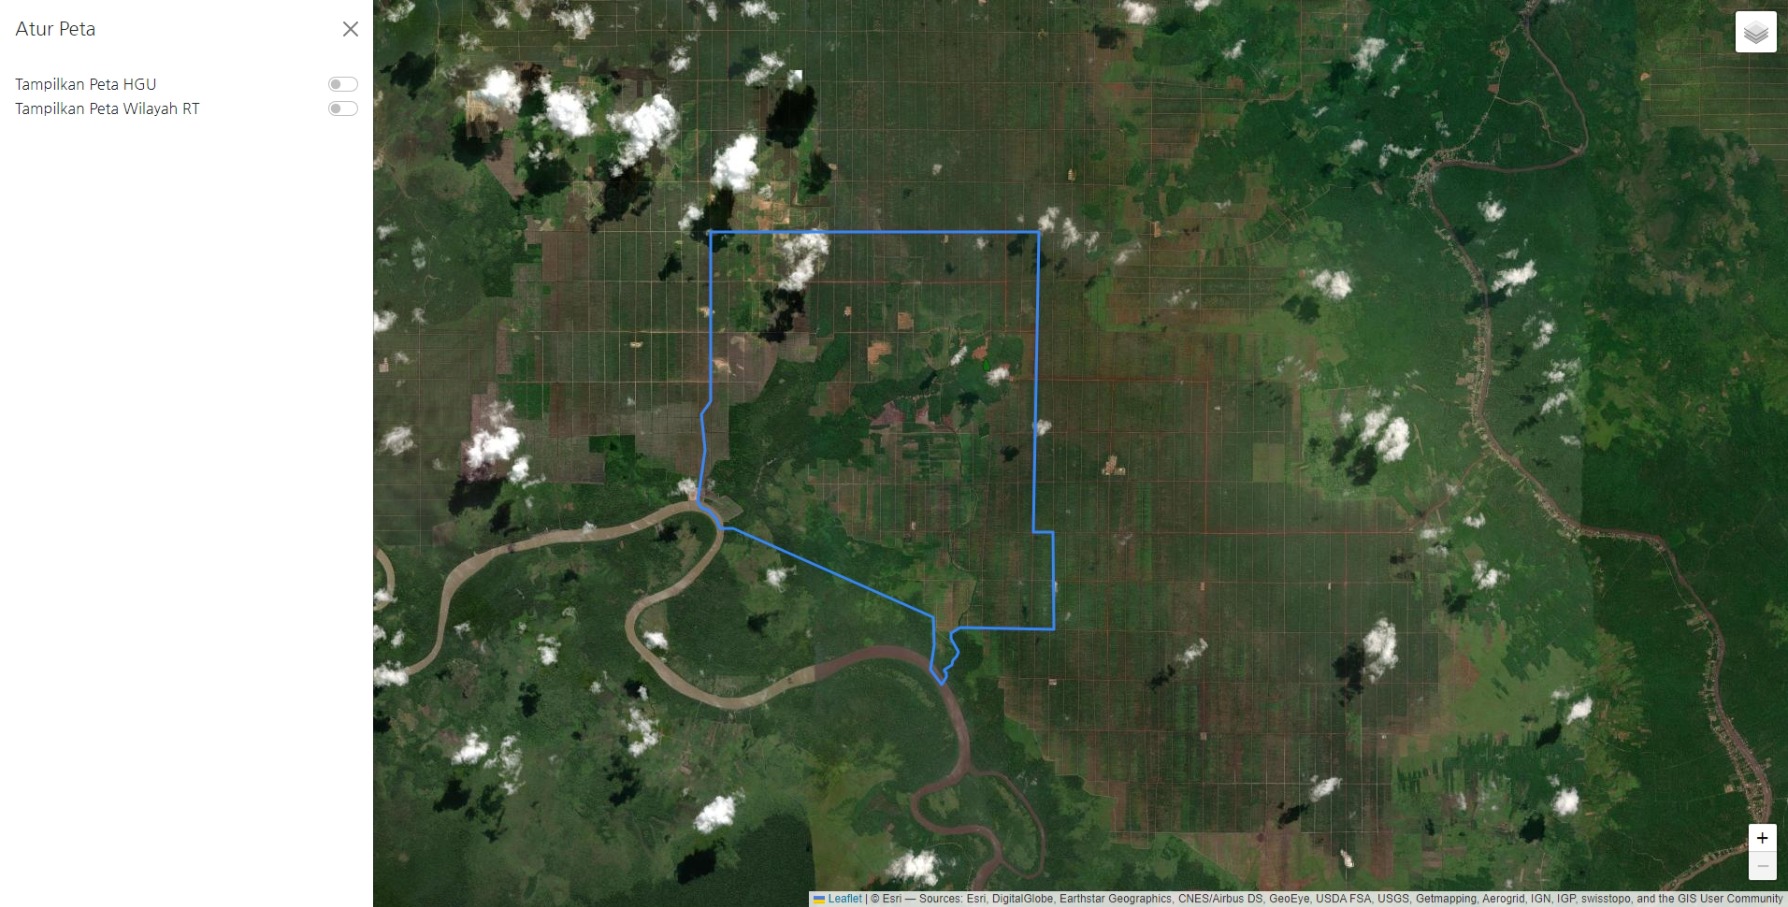 Atur Peta
Tampilkan Peta HGU
Tampilkan Peta Wilayah RT
+
−
Leaflet | © Esri — Sources: Esri, DigitalGlobe, Earthstar Geographics, CNES/Airbus DS, GeoEye, USDA FSA, USGS, Getmapping, Aerogrid, IGN, IGP, swisstopo, and the GIS User Community